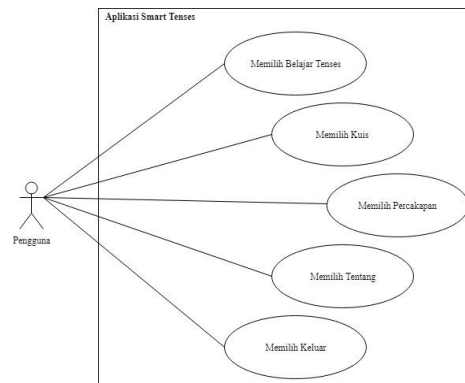 Aplikasi Smart Tenses
Memilih Belajar Tenses
Memilih Kuis
Memilih Percakapan
Pengguna
Memilih Tentang
Memilih Keluar